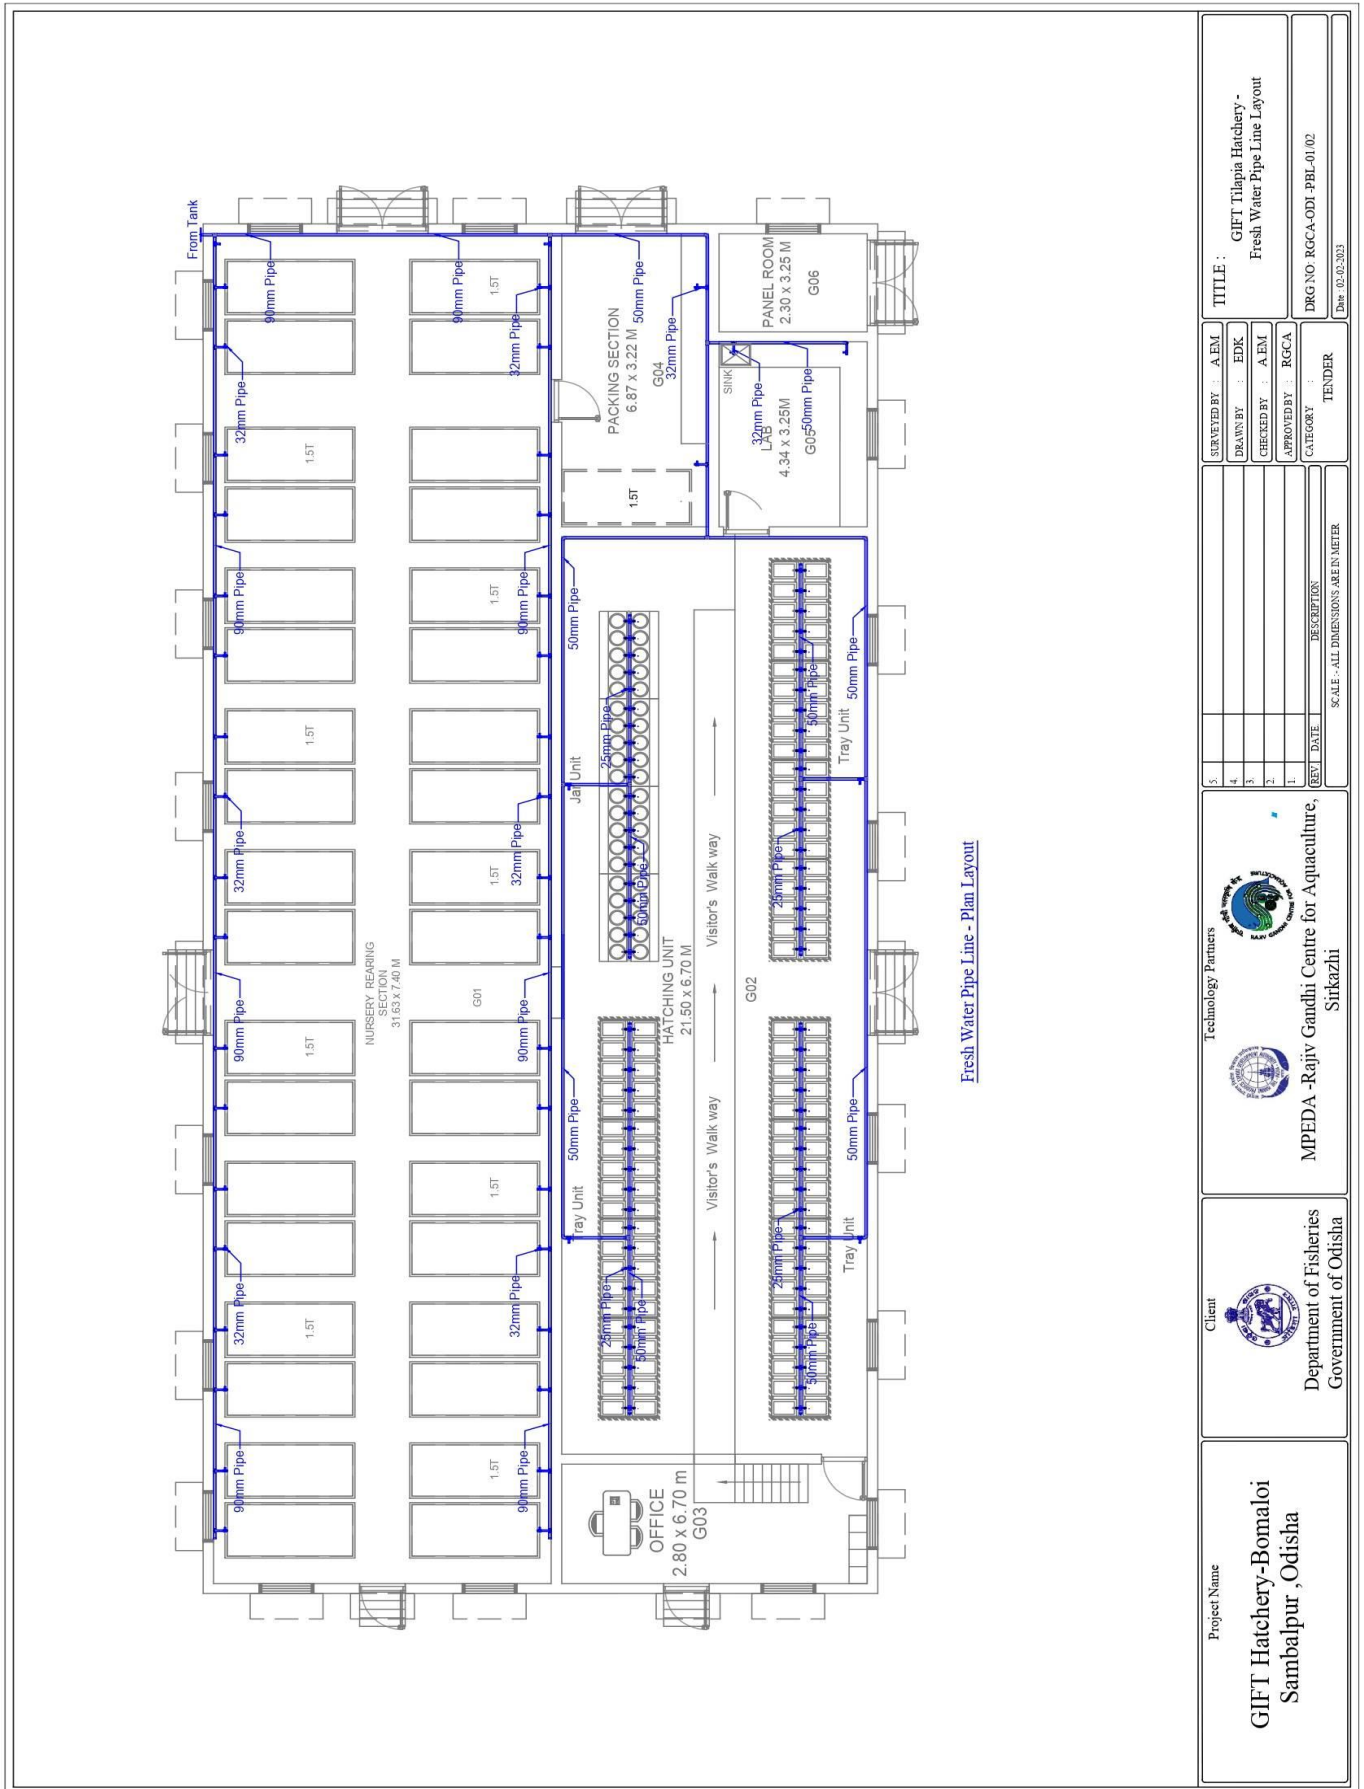 Fresh Water Pipe Line - Plan Layout
From Tank
90mm Pipe
90mm Pipe
50mm Pipe
32mm Pipe
32mm Pipe
32mm Pipe
32mm Pipe
50mm Pipe
1.5T
1.5T
1.5T
1.5T
1.5T
1.5T
1.5T
1.5T
1.5T
1.5T
1.5T
90mm Pipe
90mm Pipe
32mm Pipe
32mm Pipe
90mm Pipe
90mm Pipe
32mm Pipe
32mm Pipe
90mm Pipe
90mm Pipe
NURSERY REARING
SECTION
31.63 x 7.40 M
G01
PACKING SECTION
6.87 x 3.22 M
G04
PANEL ROOM
2.30 x 3.25 M
G06
SINK
LAB
4.34 x 3.25M
G05
50mm Pipe
50mm Pipe
25mm Pipe
50mm Pipe
Jar Unit
Tray Unit
50mm Pipe
25mm Pipe
50mm Pipe
HATCHING UNIT
21.50 x 6.70 M
G02
Visitor's Walk way
Visitor's Walk way
50mm Pipe
Tray Unit
25mm Pipe
50mm Pipe
25mm Pipe
50mm Pipe
Tray Unit
OFFICE
2.80 x 6.70 m
G03
Project Name
GIFT Hatchery-Bomaloi
Sambalpur ,Odisha
Client
Department of Fisheries
Government of Odisha
Technology Partners
RAJIV GANDHI CENTRE FOR AQUACULTURE
MPEDA -Rajiv Gandhi Centre for Aquaculture,
Sirkazhi
5.
4.
3.
2.
1.
REV DATE DESCRIPTION
SCALE :- ALL DIMENSIONS ARE IN METER
SURVEYED BY : A.EM
DRAWN BY : EDK
CHECKED BY : A.EM
APPROVED BY : RGCA
CATEGORY :
TENDER
TITLE :
GIFT Tilapia Hatchery -
Fresh Water Pipe Line Layout
DRG NO: RGCA-ODI -PBL-01/02
Date : 02-02-2023